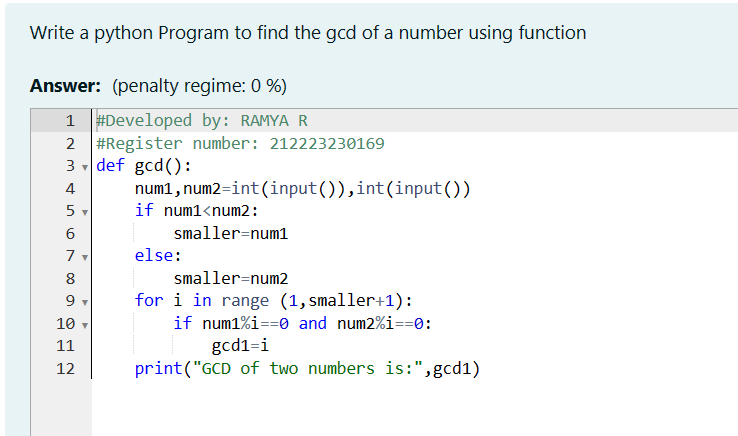 Write a python Program to find the gcd of a number using function
Answer: (penalty regime: 0 %)
1 #Developed by: RAMYA R
2 #Register number: 212223230169
3 def gcd():
4     num1,num2=int(input()),int(input())
5     if num1<num2:
6         smaller=num1
7     else:
8         smaller=num2
9     for i in range (1,smaller+1):
10         if num1%i==0 and num2%i==0:
11             gcd1=i
12     print("GCD of two numbers is:",gcd1)